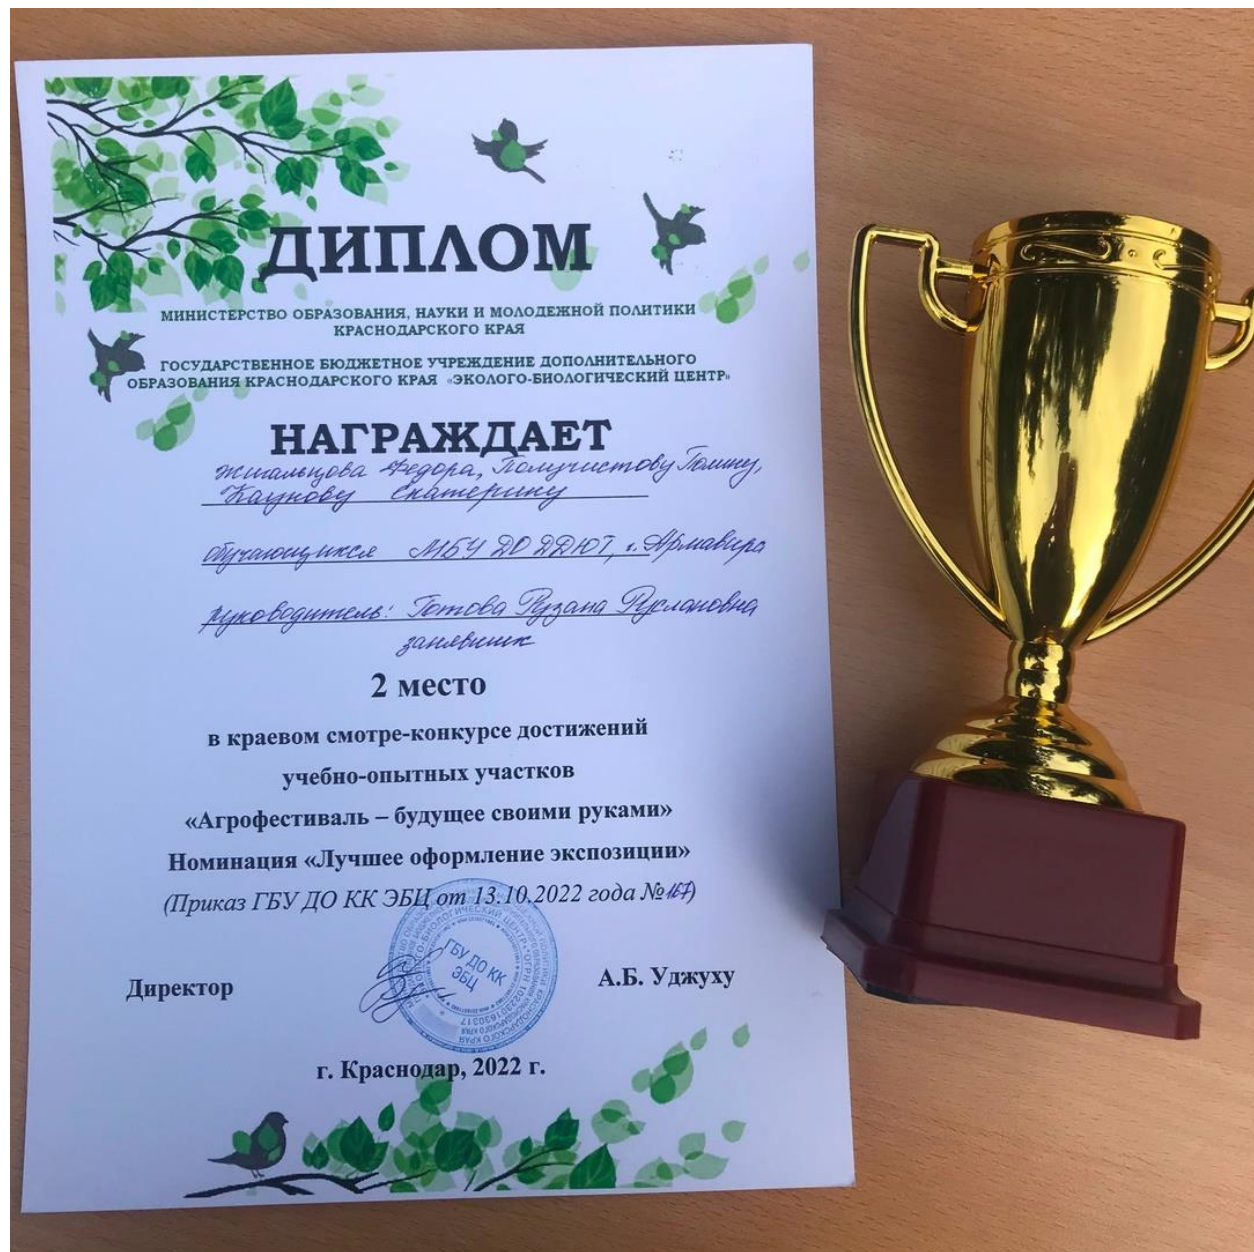 ДИПЛОМ
МИНИСТЕРСТВО ОБРАЗОВАНИЯ, НАУКИ И МОЛОДЕЖНОЙ ПОЛИТИКИ
КРАСНОДАРСКОГО КРАЯ
ГОСУДАРСТВЕННОЕ БЮДЖЕТНОЕ УЧРЕЖДЕНИЕ ДОПОЛНИТЕЛЬНОГО
ОБРАЗОВАНИЯ КРАСНОДАРСКОГО КРАЯ «ЭКОЛОГО-БИОЛОГИЧЕСКИЙ ЦЕНТР»
НАГРАЖДАЕТ
Федора, Полину,
Каунову Екатерину
обучающихся МБУ ДО ДДЮТ, г. Армавира
руководитель: Готова Рузана Руслановна
занявших
2 место
в краевом смотре-конкурсе достижений
учебно-опытных участков
«Агрофестиваль – будущее своими руками»
Номинация «Лучшее оформление экспозиции»
(Приказ ГБУ ДО КК ЭБЦ от 13.10.2022 года №167)
ГБУ ДО КК
ЭБЦ
Директор
А.Б. Уджуху
г. Краснодар, 2022 г.